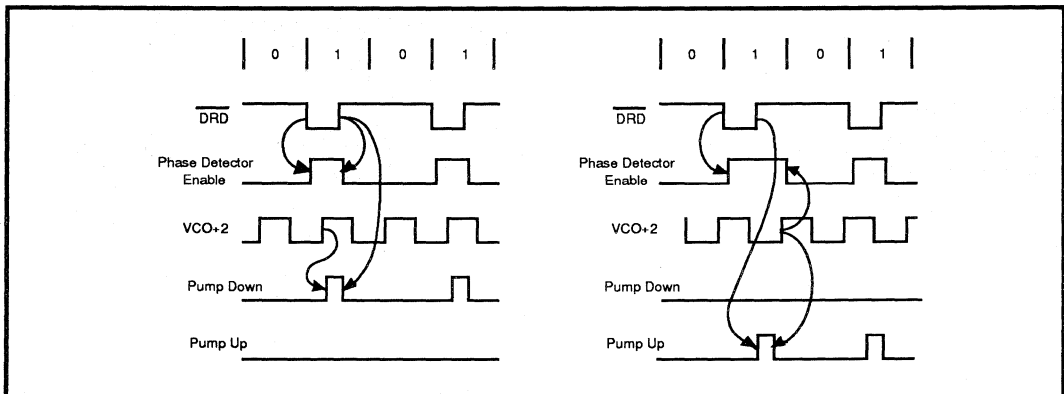 0 1 0 1
DRD
Phase Detector
Enable
VCO÷2
Pump Down
Pump Up
0 1 0 1
DRD
Phase Detector
Enable
VCO÷2
Pump Down
Pump Up